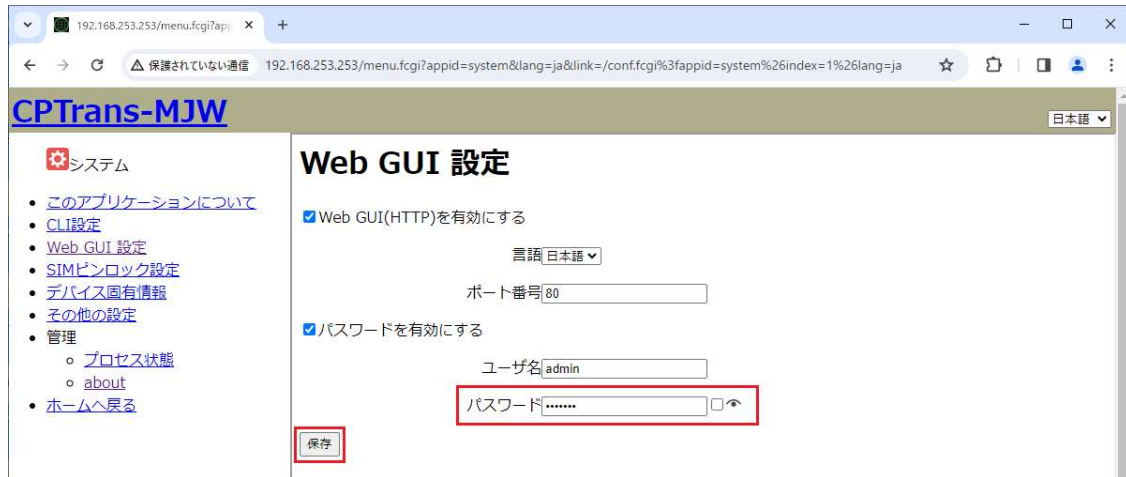 192.168.253.253/menu.fcgi?app
保護されていない通信 192.168.253.253/menu.fcgi?appid=system&lang=ja&link=/conf.fcgi%3fappid=system%26index=1%26lang=ja
CPTrans-MJW
日本語
システム
このアプリケーションについて
CLI設定
Web GUI 設定
SIMピンロック設定
デバイス固有情報
その他の設定
管理
プロセス状態
about
ホームへ戻る
Web GUI 設定
Web GUI(HTTP)を有効にする
言語 日本語
ポート番号 80
パスワードを有効にする
ユーザ名 admin
パスワード •••••••
保存